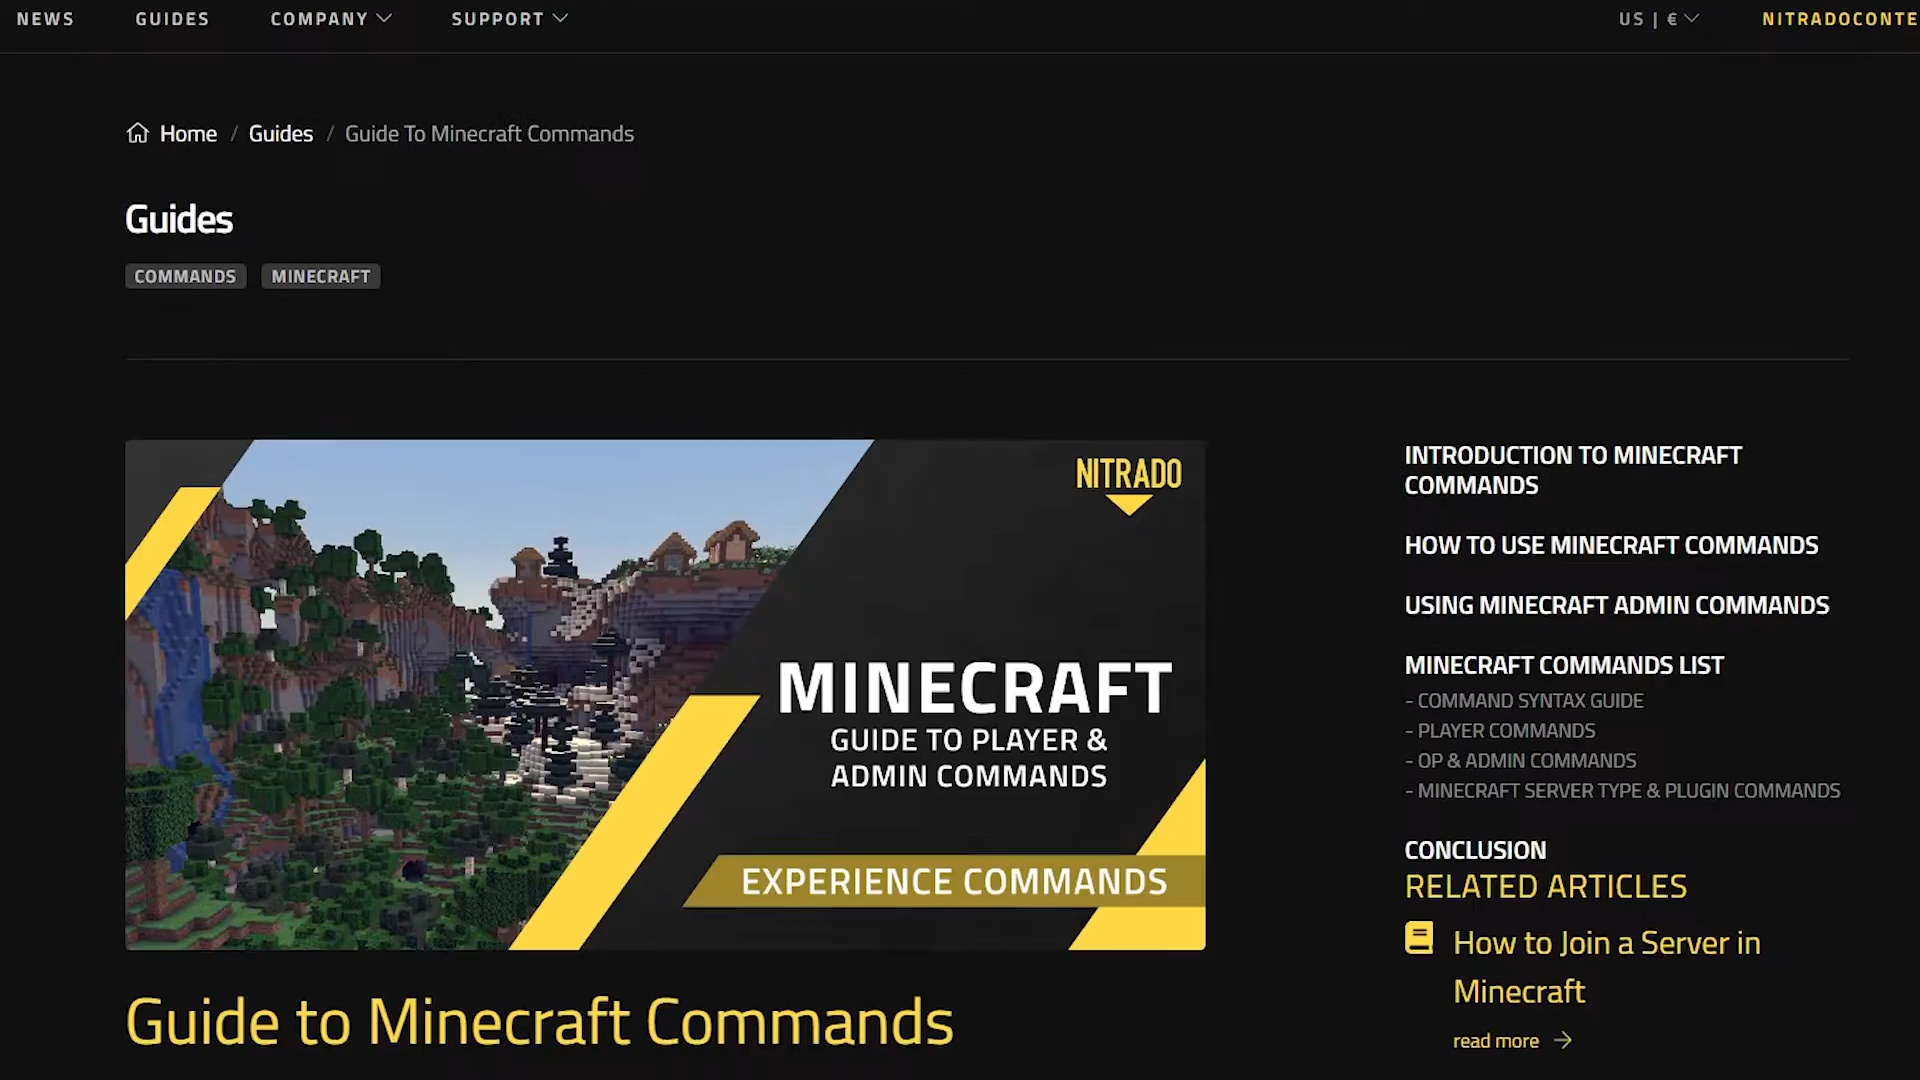 NEWS
GUIDES
COMPANY
SUPPORT
US | €
NITRADOCONTE
Home / Guides / Guide To Minecraft Commands
Guides
COMMANDS
MINECRAFT
NITRADO
MINECRAFT
GUIDE TO PLAYER &
ADMIN COMMANDS
EXPERIENCE COMMANDS
Guide to Minecraft Commands
INTRODUCTION TO MINECRAFT
COMMANDS
HOW TO USE MINECRAFT COMMANDS
USING MINECRAFT ADMIN COMMANDS
MINECRAFT COMMANDS LIST
- COMMAND SYNTAX GUIDE
- PLAYER COMMANDS
- OP & ADMIN COMMANDS
- MINECRAFT SERVER TYPE & PLUGIN COMMANDS
CONCLUSION
RELATED ARTICLES
How to Join a Server in
Minecraft
read more